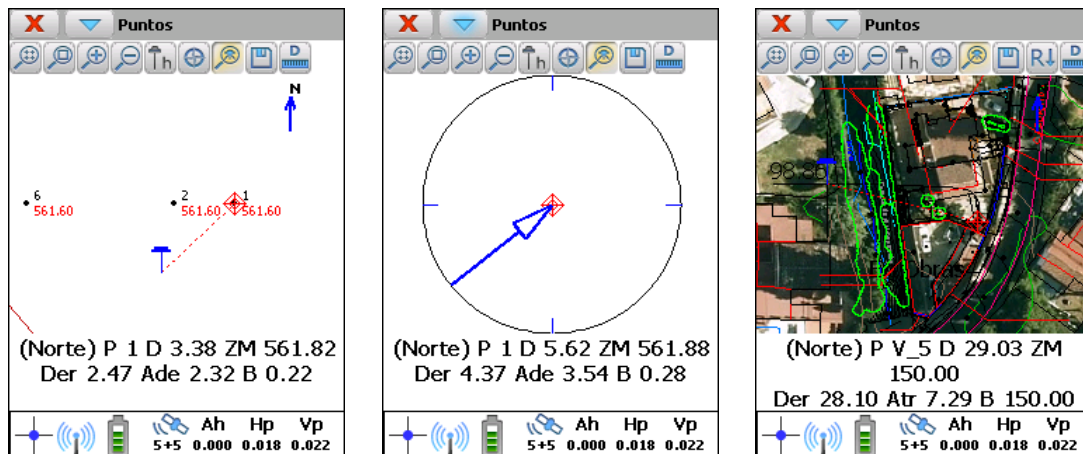 Puntos
h
D
N
6
561.60
2
561.60
1
561.60
(Norte) P 1 D 3.38 ZM 561.82
Der 2.47 Ade 2.32 B 0.22
5+5
Ah
0.000
Hp
0.018
Vp
0.022
Puntos
h
D
(Norte) P 1 D 5.62 ZM 561.88
Der 4.37 Ade 3.54 B 0.28
5+5
Ah
0.000
Hp
0.018
Vp
0.022
Puntos
h
R↓
D
98.86
(Norte) P V_5 D 29.03 ZM
150.00
Der 28.10 Atr 7.29 B 150.00
5+5
Ah
0.000
Hp
0.018
Vp
0.022